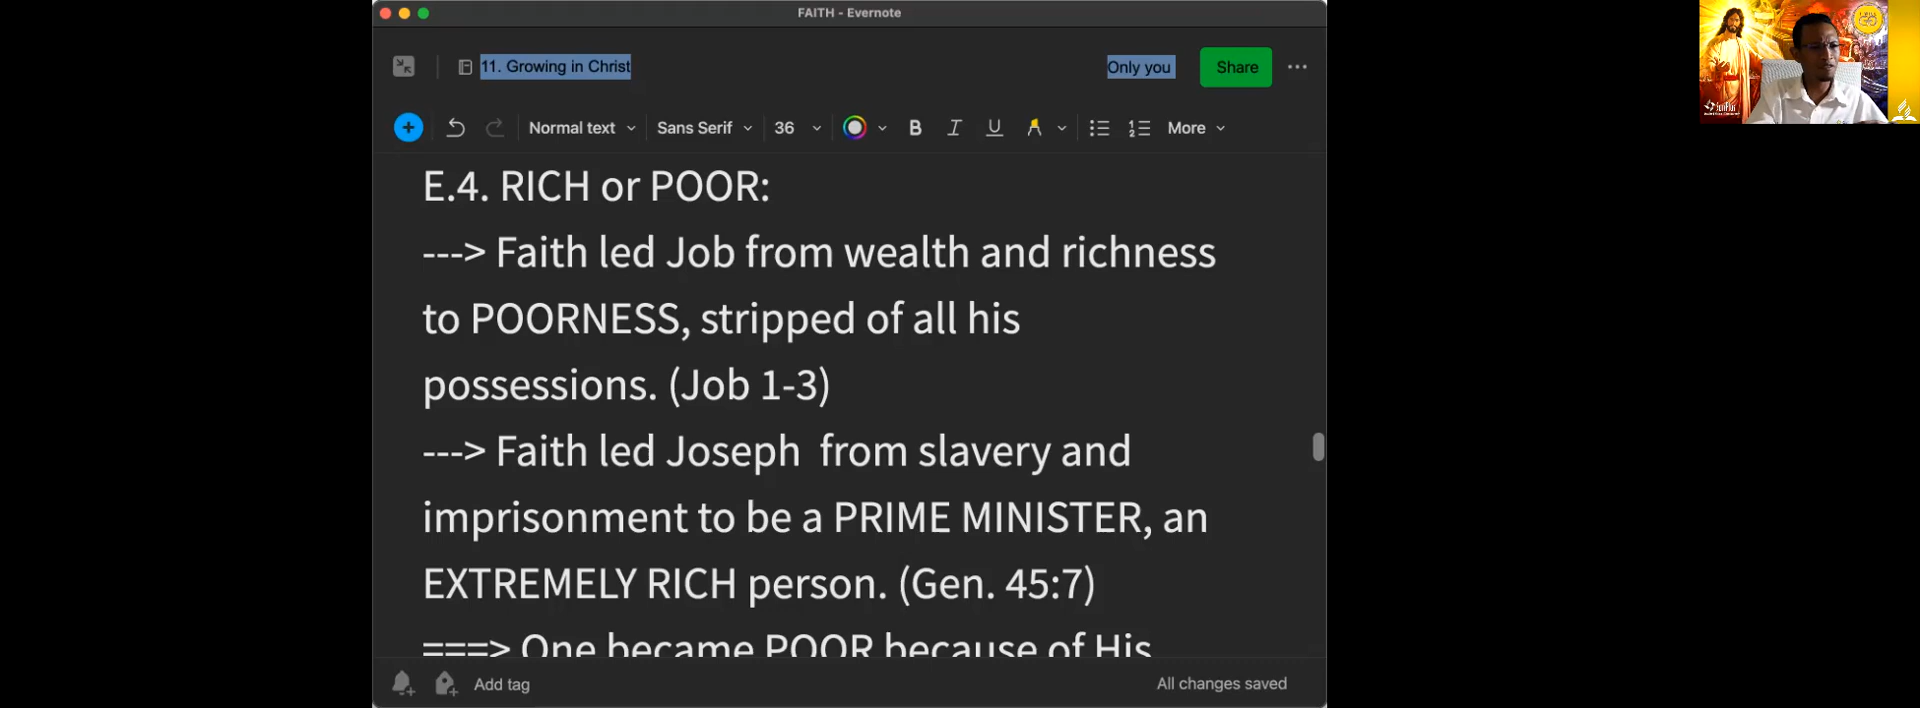 FAITH - Evernote
11. Growing in Christ
Only you
Share
Normal text
Sans Serif
36
B
I
U
More
E.4. RICH or POOR:
---> Faith led Job from wealth and richness
to POORNESS, stripped of all his
possessions. (Job 1-3)
---> Faith led Joseph  from slavery and
imprisonment to be a PRIME MINISTER, an
EXTREMELY RICH person. (Gen. 45:7)
===> One became POOR because of His
Add tag
All changes saved